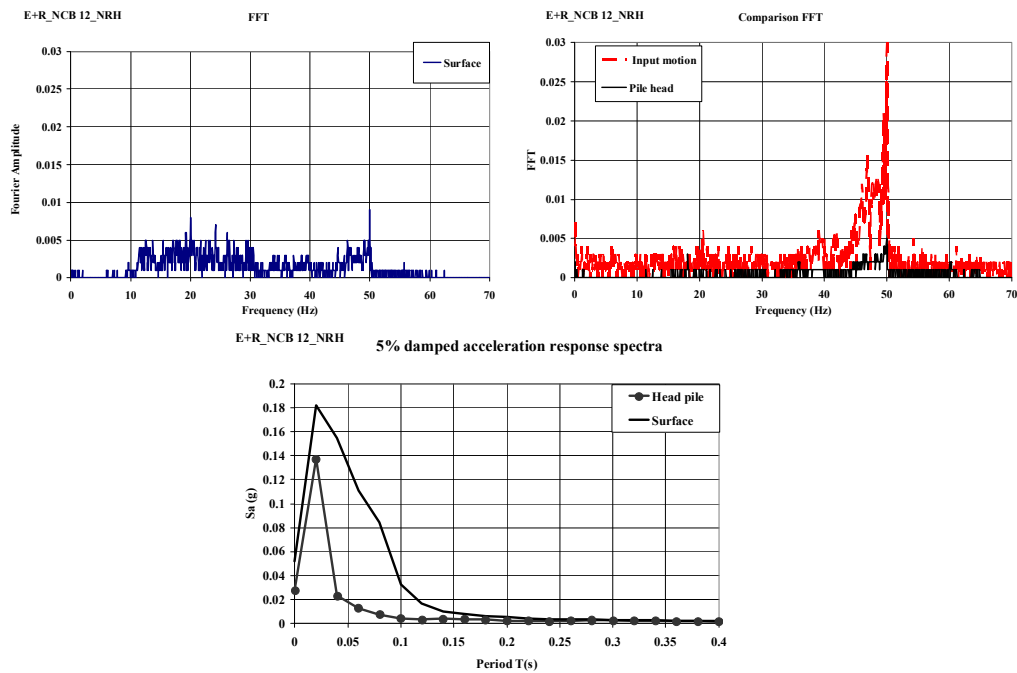 E+R_NCB 12_NRH
FFT
0.03
0.025
0.02
0.015
0.01
0.005
0
Fourier Amplitude
Surface
0 10 20 30 40 50 60 70
Frequency (Hz)
E+R_NCB 12_NRH
Comparison FFT
0.03
0.025
0.02
0.015
0.01
0.005
0
FFT
Input motion
Pile head
0 10 20 30 40 50 60 70
Frequency (Hz)
E+R_NCB 12_NRH
5% damped acceleration response spectra
0.2
0.18
0.16
0.14
0.12
0.1
0.08
0.06
0.04
0.02
0
Sa (g)
Head pile
Surface
0 0.05 0.1 0.15 0.2 0.25 0.3 0.35 0.4
Period T(s)